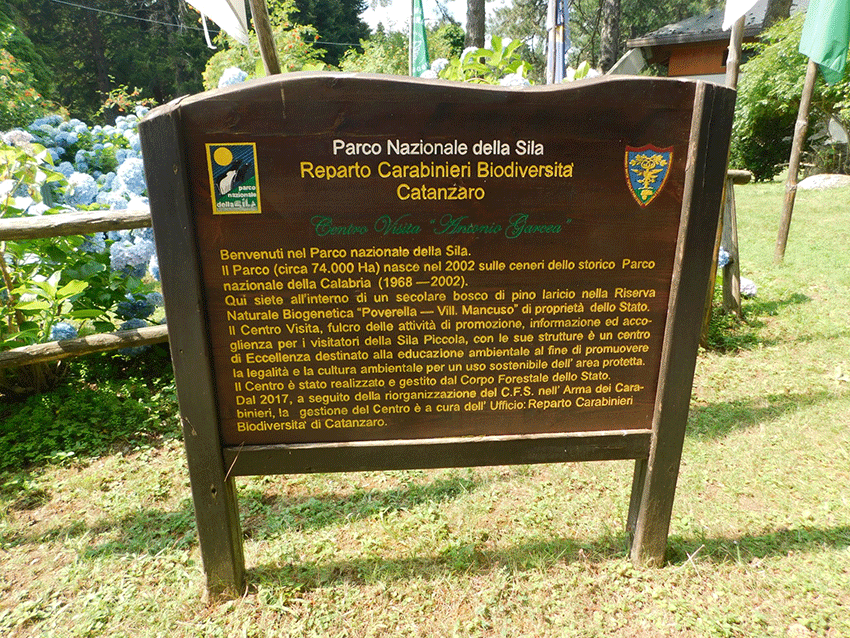 Parco Nazionale della Sila
Reparto Carabinieri Biodiversità
Catanzaro
parco
nazionale
della SILA
Centro Visita "Antonio Garcea"
Benvenuti nel Parco nazionale della Sila.
Il Parco (circa 74.000 Ha) nasce nel 2002 sulle ceneri dello storico Parco
nazionale della Calabria (1968 — 2002).
Qui siete all'interno di un secolare bosco di pino laricio nella Riserva
Naturale Biogenetica "Poverella — Vill. Mancuso" di proprietà dello Stato.
Il Centro Visita, fulcro delle attività di promozione, informazione ed acco-
glienza per i visitatori della Sila Piccola, con le sue strutture è un centro
di Eccellenza destinato alla educazione ambientale al fine di promuovere
la legalità e la cultura ambientale per un uso sostenibile dell' area protetta.
Il Centro è stato realizzato e gestito dal Corpo Forestale dello Stato.
Dal 2017, a seguito della riorganizzazione del C.F.S. nell' Arma dei Cara-
binieri, la gestione del Centro è a cura dell' Ufficio: Reparto Carabinieri
Biodiversita' di Catanzaro.